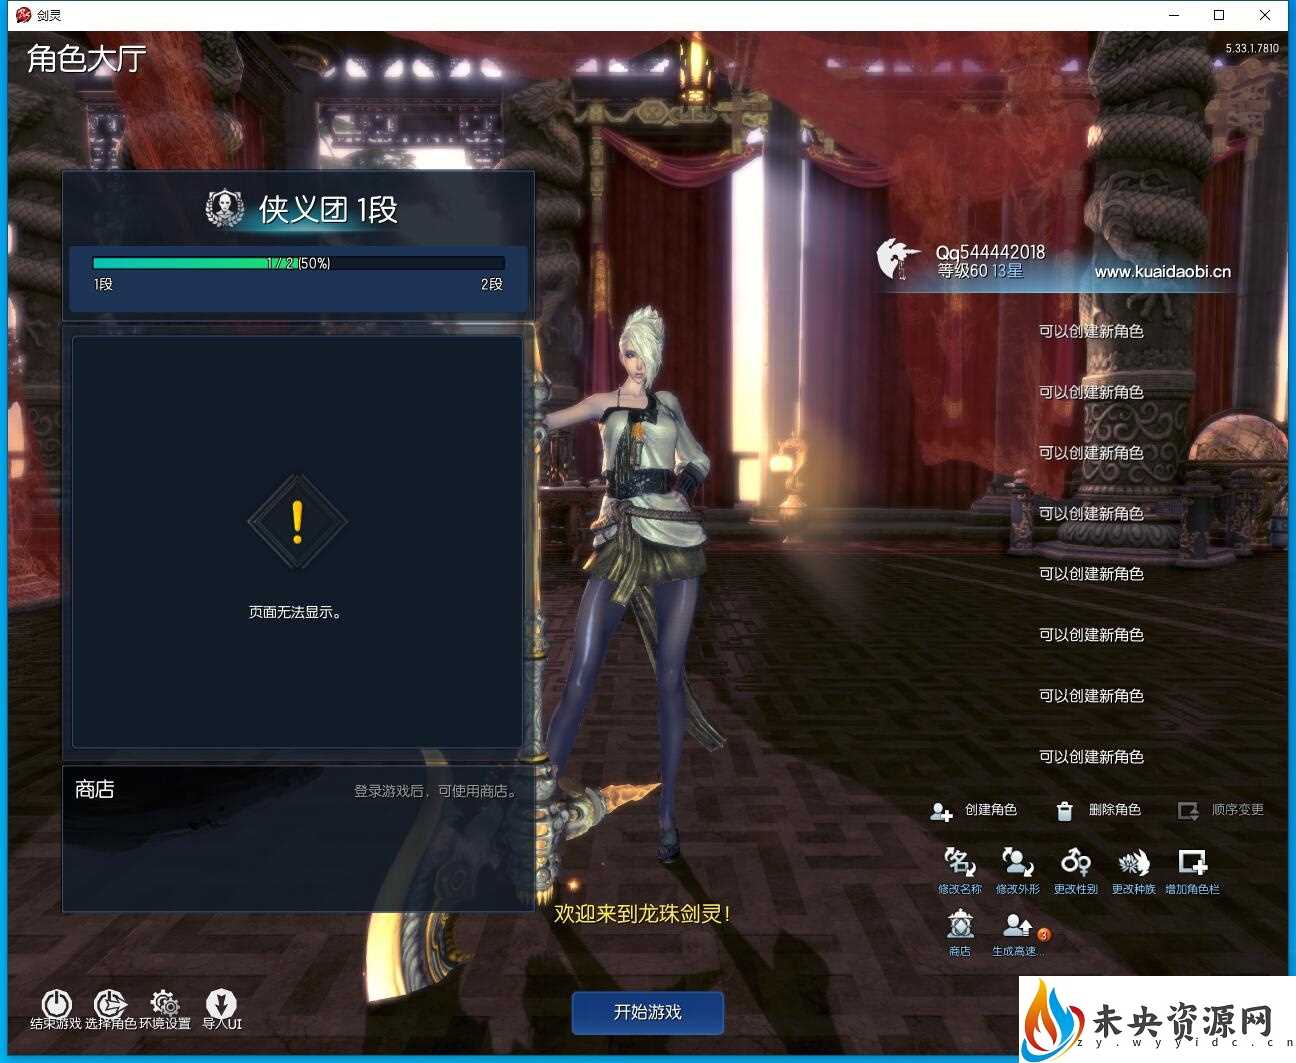 剑灵
角色大厅
5.33.1.7810
侠义团 1段
1 / 2 (50%)
1段
2段
Qq544442018
等级60 13星
www.kuaidaobi.cn
可以创建新角色
可以创建新角色
可以创建新角色
可以创建新角色
可以创建新角色
可以创建新角色
可以创建新角色
可以创建新角色
页面无法显示。
商店
登录游戏后，可使用商店。
创建角色
删除角色
顺序变更
修改名称
修改外形
更改性别
更改种族
增加角色栏
商店
生成高速...
3
欢迎来到龙珠剑灵！
结束游戏
选择角色
环境设置
导入UI
开始游戏
未央资源网
zy.wyyidc.cn